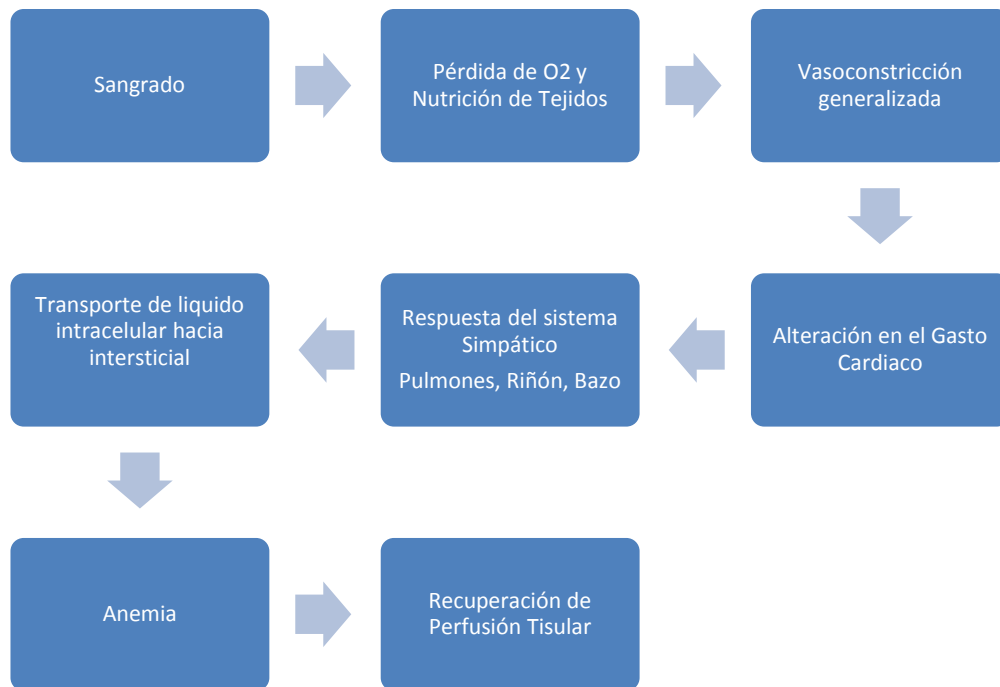 Sangrado
Pérdida de O2 y
Nutrición de Tejidos
Vasoconstricción
generalizada
Alteración en el Gasto
Cardiaco
Respuesta del sistema
Simpático
Pulmones, Riñón, Bazo
Transporte de liquido
intracelular hacia
intersticial
Anemia
Recuperación de
Perfusión Tisular